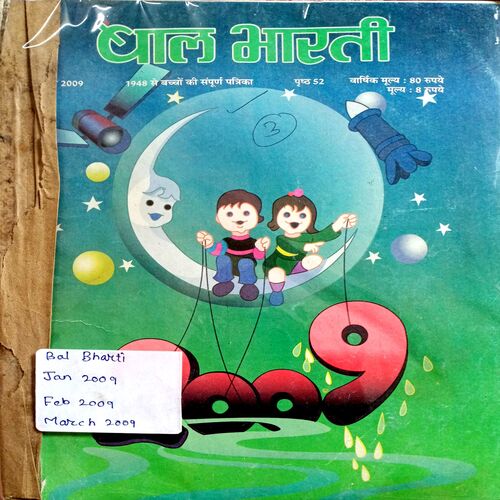 बाल भारती
2009 1948 से बच्चों की संपूर्ण पत्रिका पृष्ठ 52 वार्षिक मूल्य : 80 रुपये
मूल्य : 8 रुपये
3
2009
Bal Bharti
Jan 2009
Feb 2009
March 2009